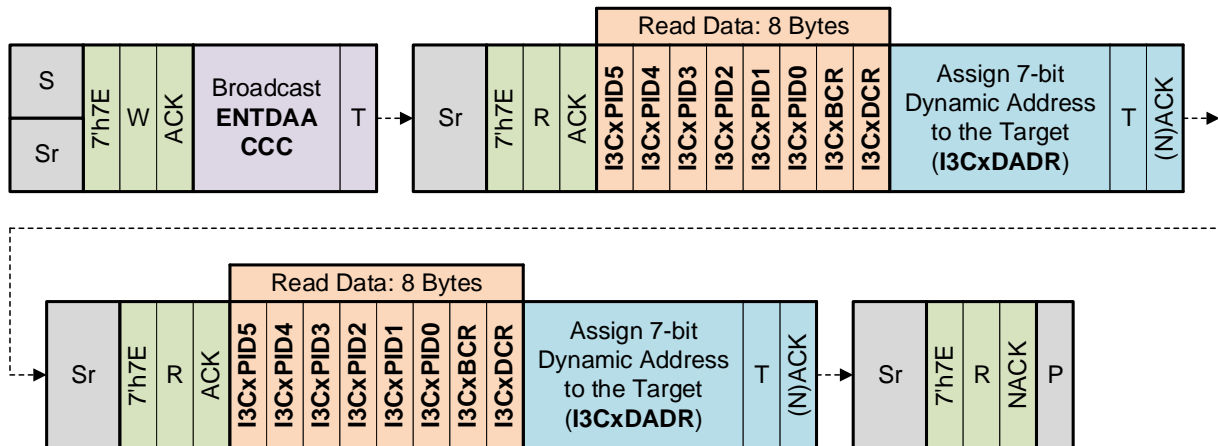 Read Data: 8 Bytes
S
Sr
7'h7E
W
ACK
Broadcast
ENTDAA
CCC
T
Sr
7'h7E
R
ACK
I3CxPID5
I3CxPID4
I3CxPID3
I3CxPID2
I3CxPID1
I3CxPID0
I3CxBCR
I3CxDCR
Assign 7-bit
Dynamic Address
to the Target
(I3CxDADR)
T
(N)ACK
Read Data: 8 Bytes
Sr
7'h7E
R
ACK
I3CxPID5
I3CxPID4
I3CxPID3
I3CxPID2
I3CxPID1
I3CxPID0
I3CxBCR
I3CxDCR
Assign 7-bit
Dynamic Address
to the Target
(I3CxDADR)
T
(N)ACK
Sr
7'h7E
R
NACK
P